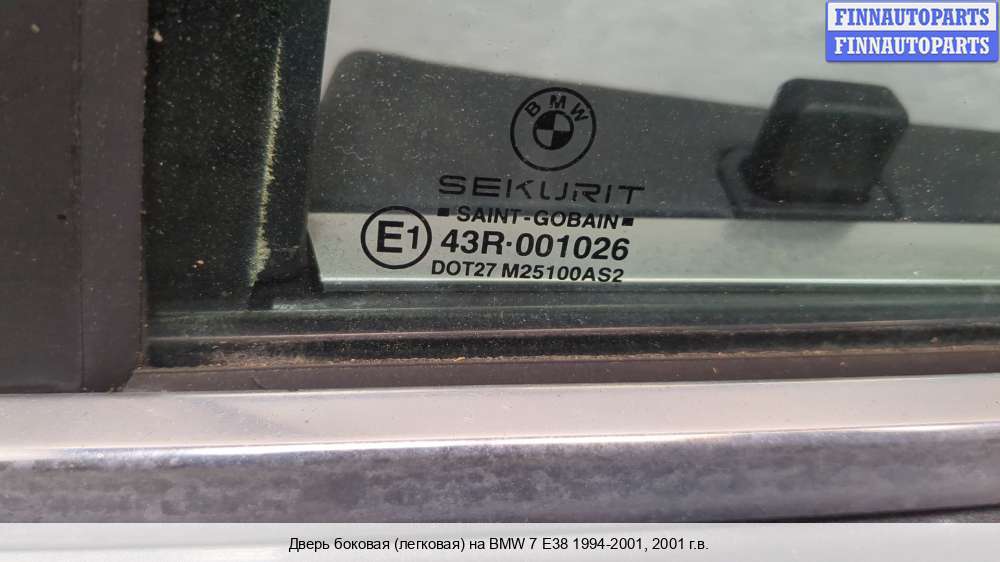 FINNAUTOPARTS
FINNAUTOPARTS
BMW
SEKURIT
SAINT-GOBAIN
E1 43R-001026
DOT27 M25100AS2
Дверь боковая (легковая) на BMW 7 E38 1994-2001, 2001 г.в.